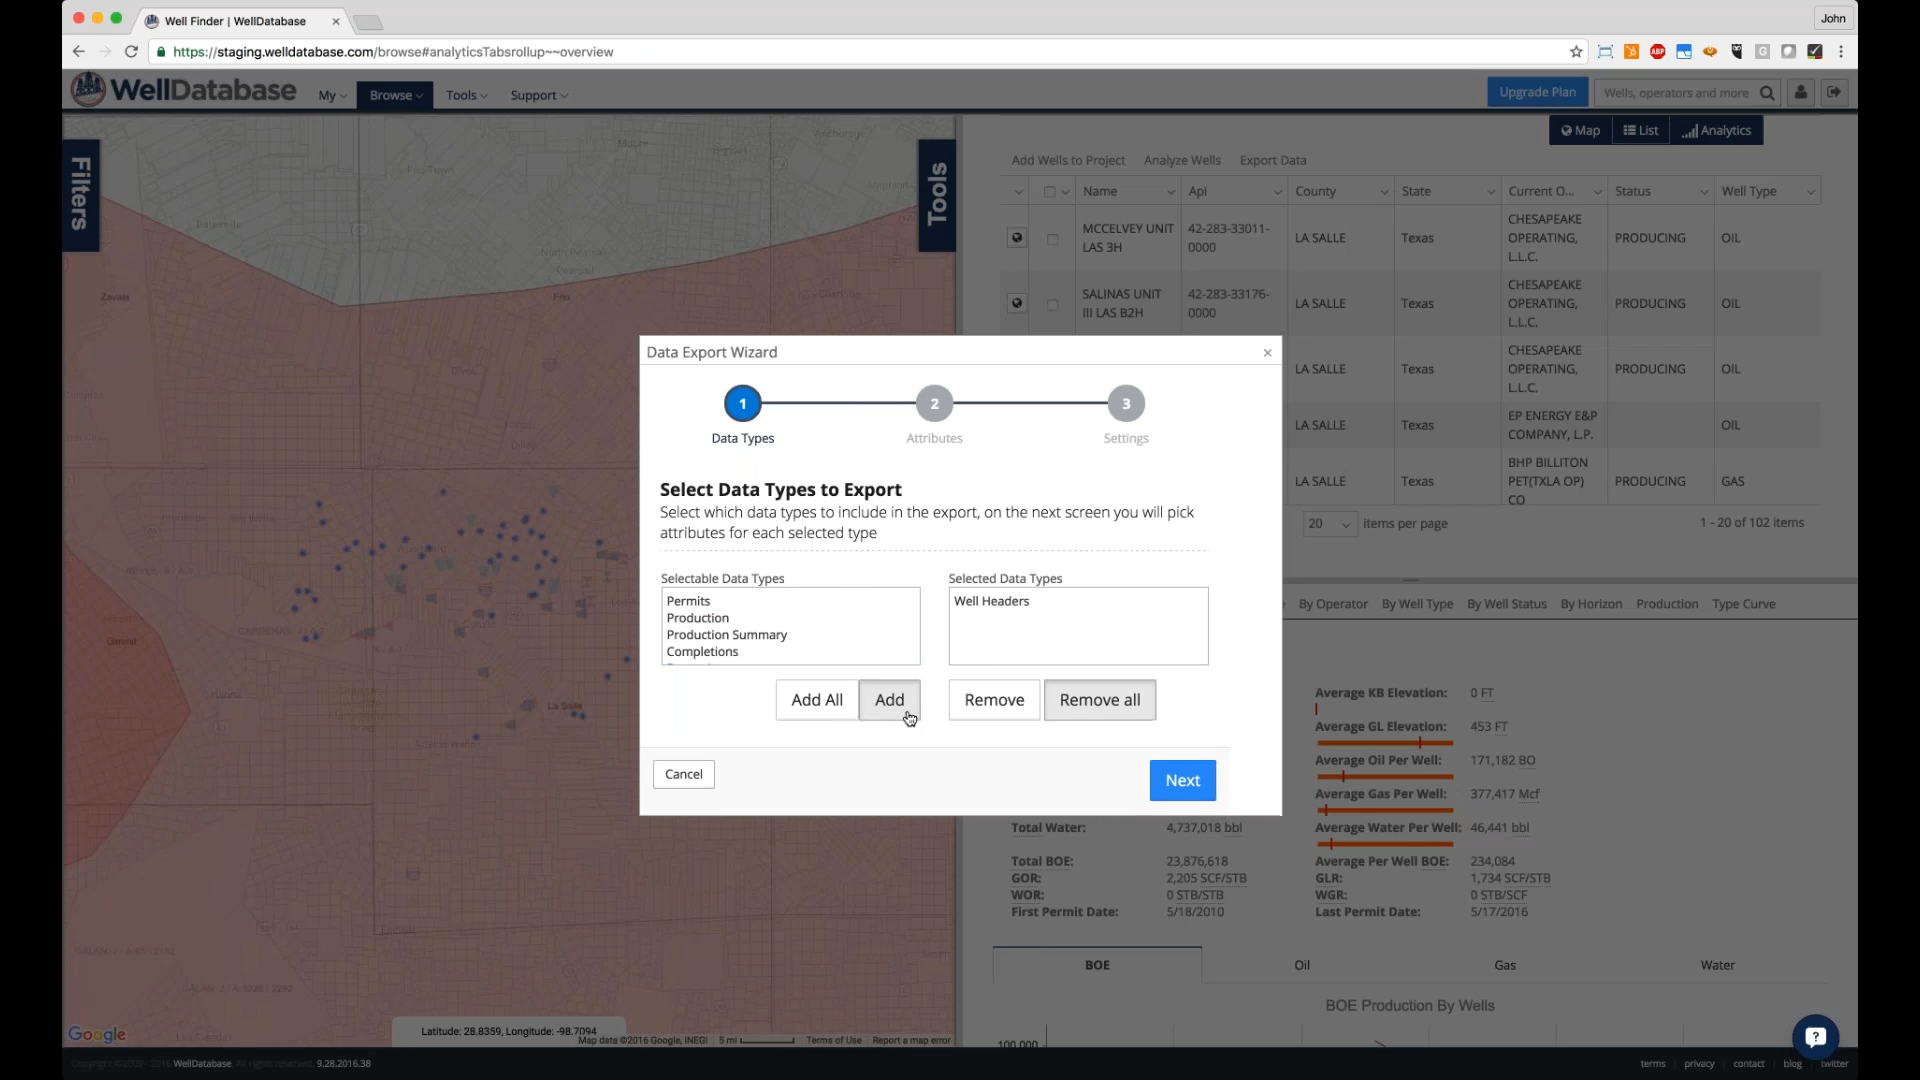 Well Finder | WellDatabase
John
https://staging.welldatabase.com/browse#analyticsTabsrollup~~overview
WellDatabase
My
Browse
Tools
Support
Upgrade Plan
Wells, operators and more
Filters
Tools
Map
List
Analytics
Add Wells to Project
Analyze Wells
Export Data
Name
Api
County
State
Current O...
Status
Well Type
MCCELVEY UNIT LAS 3H
42-283-33011-0000
LA SALLE
Texas
CHESAPEAKE OPERATING, L.L.C.
PRODUCING
OIL
SALINAS UNIT III LAS B2H
42-283-33176-0000
LA SALLE
Texas
CHESAPEAKE OPERATING, L.L.C.
PRODUCING
OIL
LA SALLE
Texas
CHESAPEAKE OPERATING, L.L.C.
PRODUCING
OIL
LA SALLE
Texas
EP ENERGY E&P COMPANY, L.P.
OIL
LA SALLE
Texas
BHP BILLITON PET(TXLA OP) CO
PRODUCING
GAS
20
items per page
1 - 20 of 102 items
Data Export Wizard
×
1
2
3
Data Types
Attributes
Settings
Select Data Types to Export
Select which data types to include in the export, on the next screen you will pick
attributes for each selected type
Selectable Data Types
Selected Data Types
Permits
Production
Production Summary
Completions
Well Headers
Add All
Add
Remove
Remove all
Cancel
Next
By Operator
By Well Type
By Well Status
By Horizon
Production
Type Curve
Average KB Elevation: 0 FT
Average GL Elevation: 453 FT
Average Oil Per Well: 171,182 BO
Average Gas Per Well: 377,417 Mcf
Total Water: 4,737,018 bbl
Average Water Per Well: 46,441 bbl
Total BOE: 23,876,618
Average Per Well BOE: 234,084
GOR: 2,205 SCF/STB
GLR: 1,734 SCF/STB
WOR: 0 STB/STB
WGR: 0 STB/SCF
First Permit Date: 5/18/2010
Last Permit Date: 5/17/2016
BOE
Oil
Gas
Water
BOE Production By Wells
100,000
Zavala
Frio
La Salle
Google
Latitude: 28.8359, Longitude: -98.7094
Map data ©2016 Google, INEGI
5 mi
Terms of Use
Report a map error
WellDatabase
9.28.2016.38
terms
privacy
contact
blog
twitter